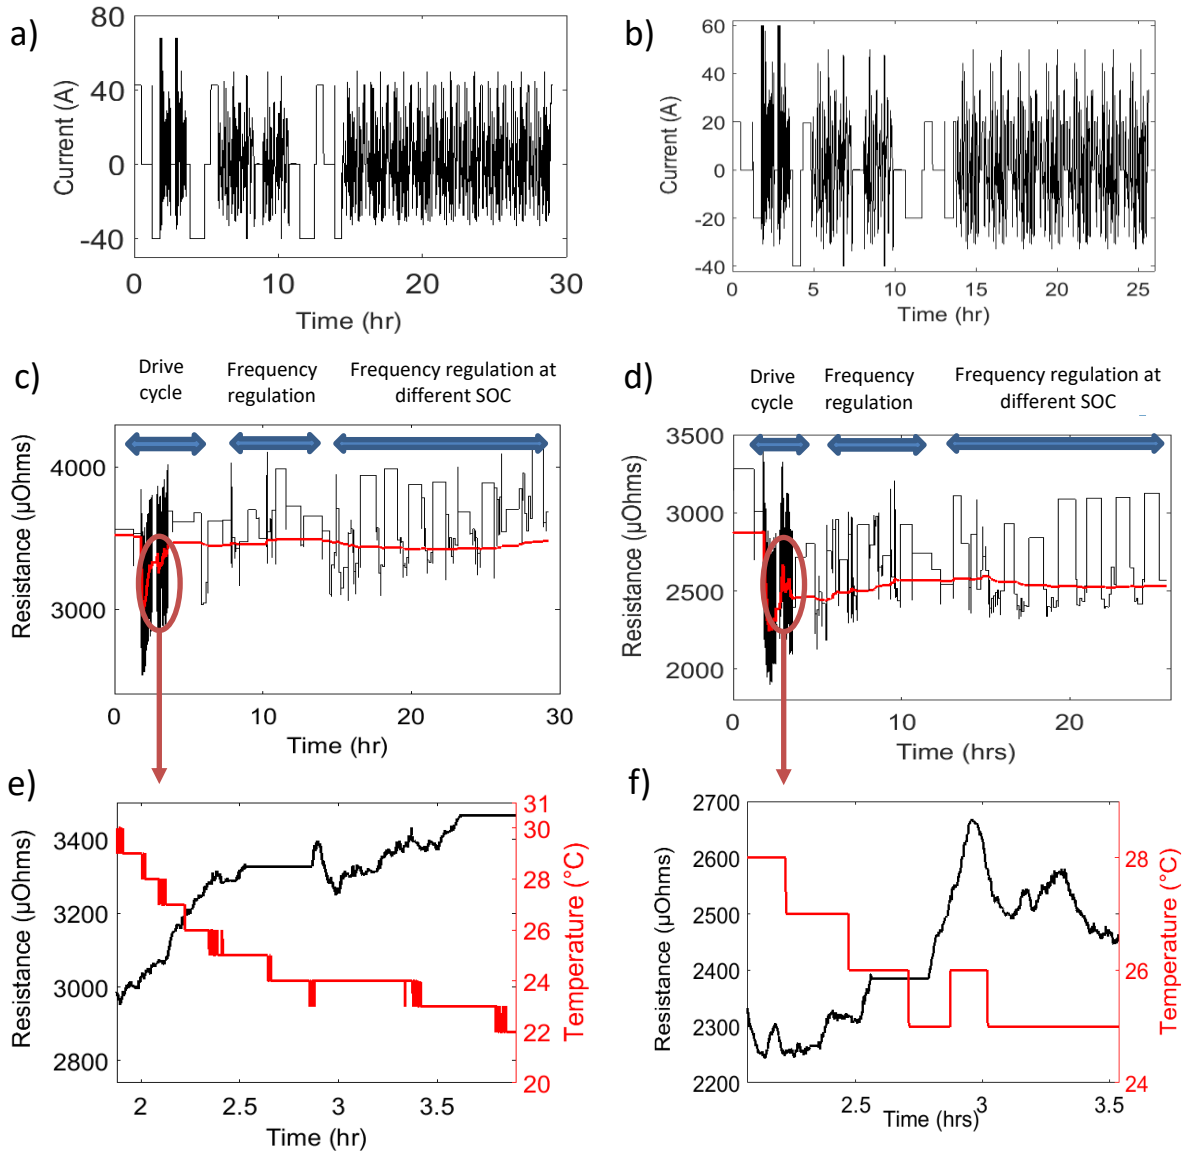 a)
Current (A)
80
40
0
-40
0
10
20
30
Time (hr)
b)
Current (A)
60
40
20
0
-20
-40
0
5
10
15
20
25
Time (hr)
c)
Drive
cycle
Frequency
regulation
Frequency regulation at
different SOC
Resistance (µOhms)
4000
3000
0
10
20
30
Time (hr)
d)
Drive
cycle
Frequency
regulation
Frequency regulation at
different SOC
Resistance (µOhms)
3500
3000
2500
2000
0
10
20
Time (hrs)
e)
Resistance (µOhms)
3400
3200
3000
2800
31
30
28
26
24
22
20
Temperature (°C)
2
2.5
3
3.5
Time (hr)
f)
Resistance (µOhms)
2700
2600
2500
2400
2300
2200
28
26
24
Temperature (°C)
2.5
3
3.5
Time (hrs)